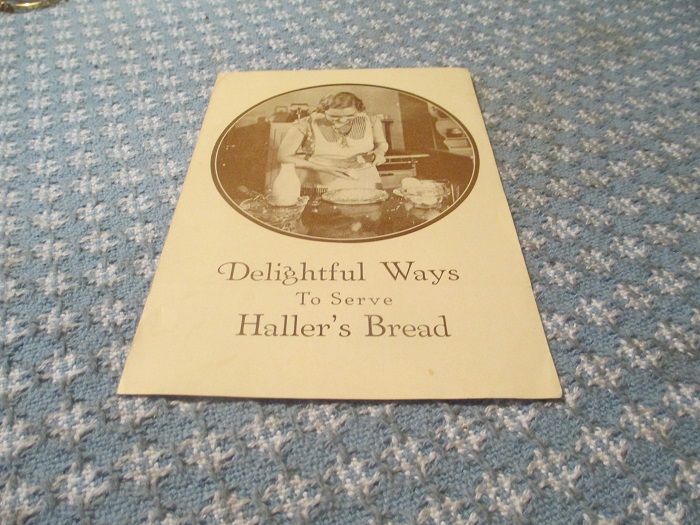 Delightful Ways
To Serve
Haller's Bread